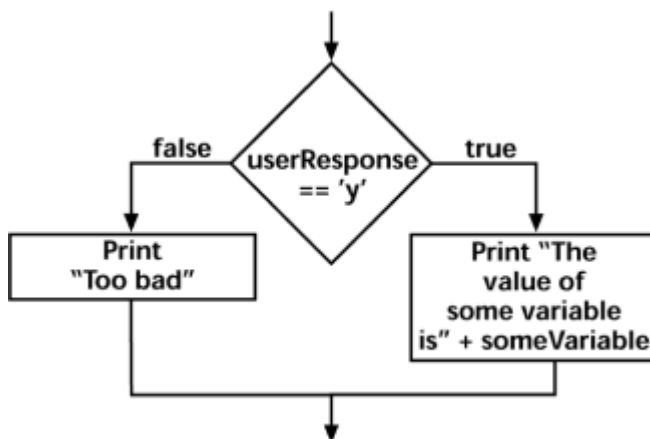 false
userResponse
== 'y'
true
Print
"Too bad"
Print "The
value of
some variable
is" + someVariable